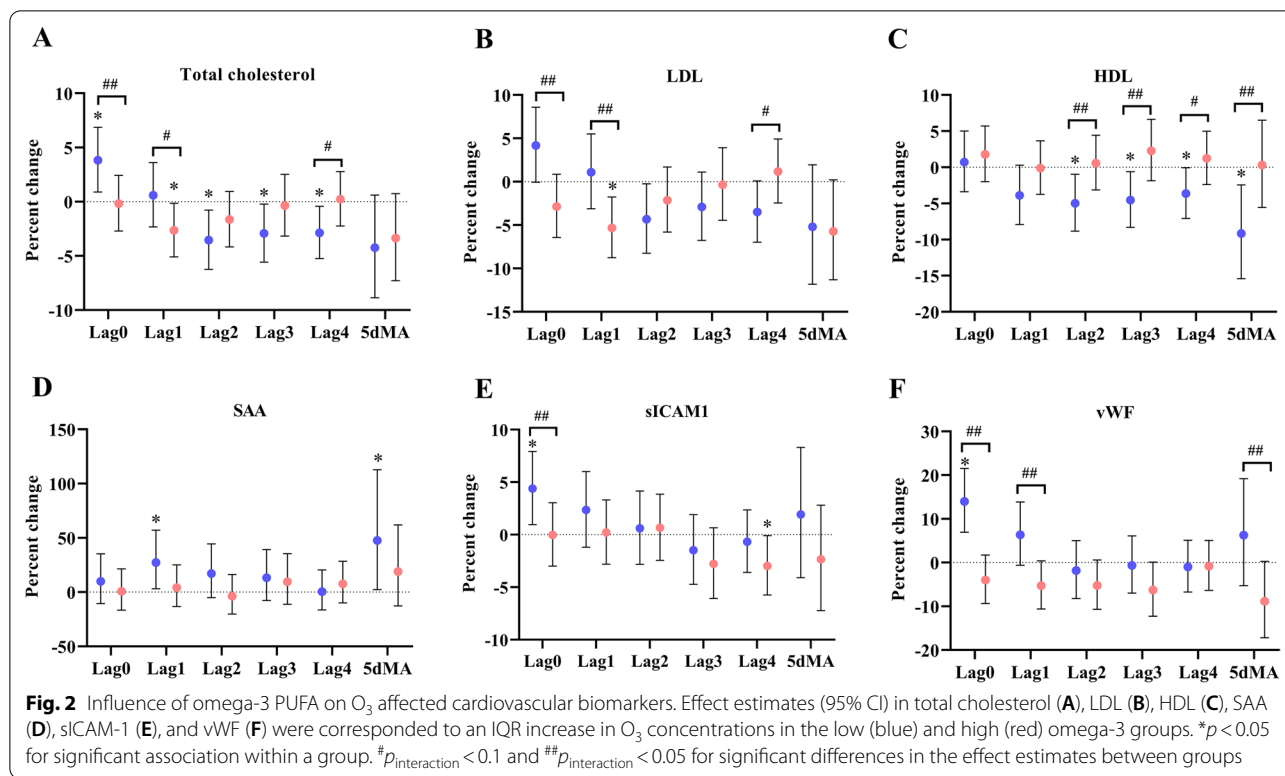 A
Total cholesterol
##
*
#
*
*
*
#
*
10
5
0
-5
-10
Percent change
Lag0 Lag1 Lag2 Lag3 Lag4 5dMA
B
LDL
##
##
*
#
10
5
0
-5
-10
-15
Percent change
Lag0 Lag1 Lag2 Lag3 Lag4 5dMA
C
HDL
##
*
##
*
#
*
##
*
10
5
0
-5
-10
-15
-20
Percent change
Lag0 Lag1 Lag2 Lag3 Lag4 5dMA
D
SAA
*
*
150
100
50
0
-50
Percent change
Lag0 Lag1 Lag2 Lag3 Lag4 5dMA
E
sICAM1
##
*
*
10
5
0
-5
-10
Percent change
Lag0 Lag1 Lag2 Lag3 Lag4 5dMA
F
vWF
##
*
##
##
30
20
10
0
-10
-20
Percent change
Lag0 Lag1 Lag2 Lag3 Lag4 5dMA
Fig. 2 Influence of omega-3 PUFA on O3 affected cardiovascular biomarkers. Effect estimates (95% CI) in total cholesterol (A), LDL (B), HDL (C), SAA
(D), sICAM-1 (E), and vWF (F) were corresponded to an IQR increase in O3 concentrations in the low (blue) and high (red) omega-3 groups. *p < 0.05
for significant association within a group. #pinteraction < 0.1 and ##pinteraction < 0.05 for significant differences in the effect estimates between groups